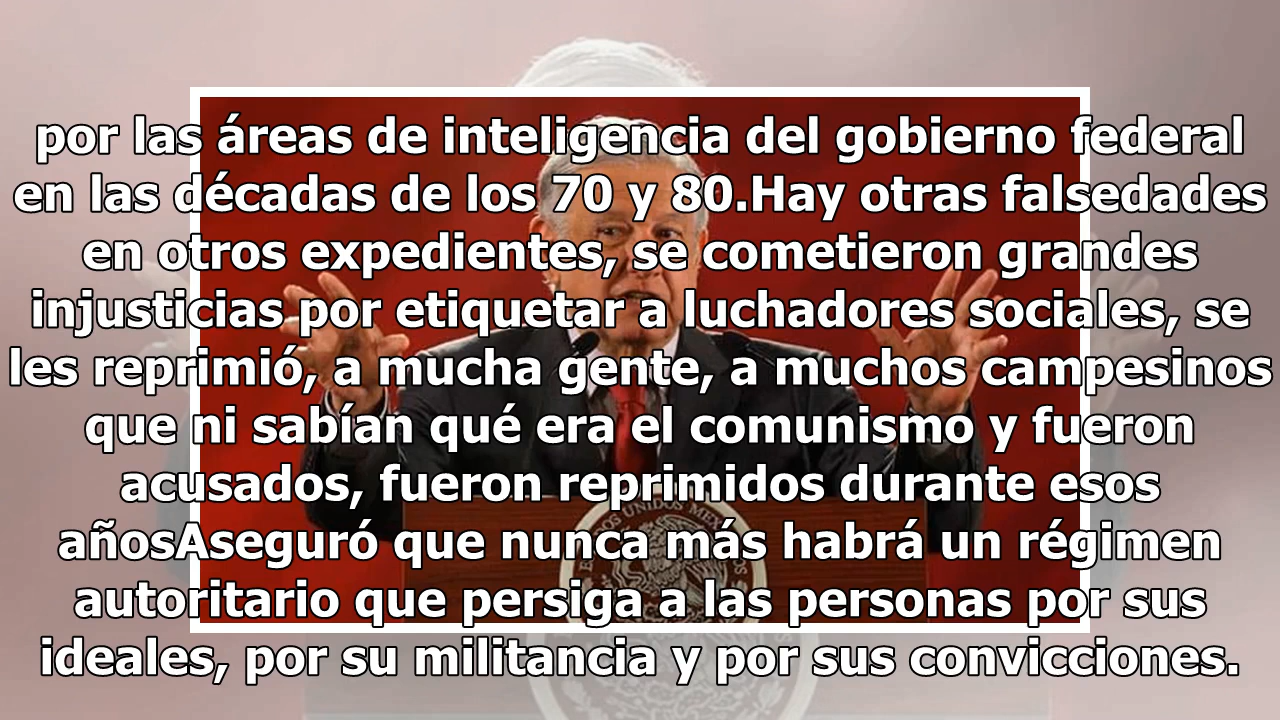 por las áreas de inteligencia del gobierno federal
en las décadas de los 70 y 80.Hay otras falsedades
en otros expedientes, se cometieron grandes
injusticias por etiquetar a luchadores sociales, se
les reprimió, a mucha gente, a muchos campesinos
que ni sabían qué era el comunismo y fueron
acusados, fueron reprimidos durante esos
añosAseguró que nunca más habrá un régimen
autoritario que persiga a las personas por sus
ideales, por su militancia y por sus convicciones.